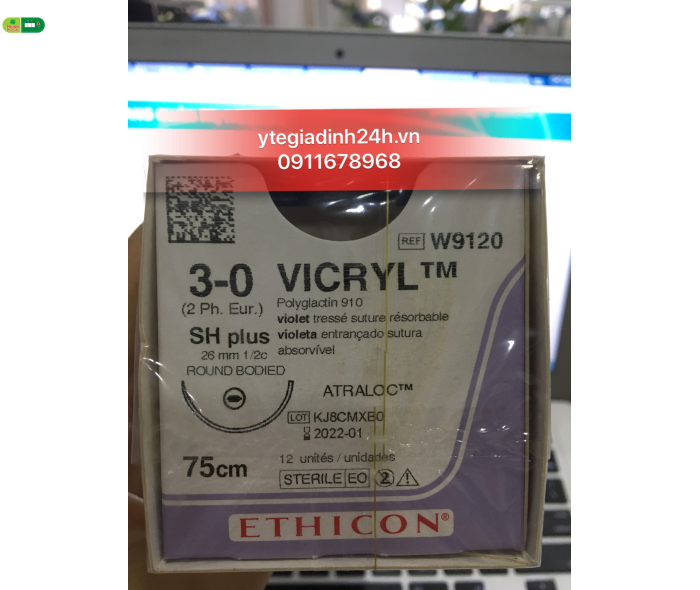 ytegiadinh24h.vn
0911678968
REF W9120
3-0 VICRYL™
(2 Ph. Eur.)
Polyglactin 910
violet tressé suture résorbable
SH plus
violeta entrançado sutura
26 mm 1/2c
absorvível
ROUND BODIED
ATRALOC™
LOT KJ8CMXB0
2022-01
75cm
12 unités / unidades
STERILE EO 2
ETHICON®